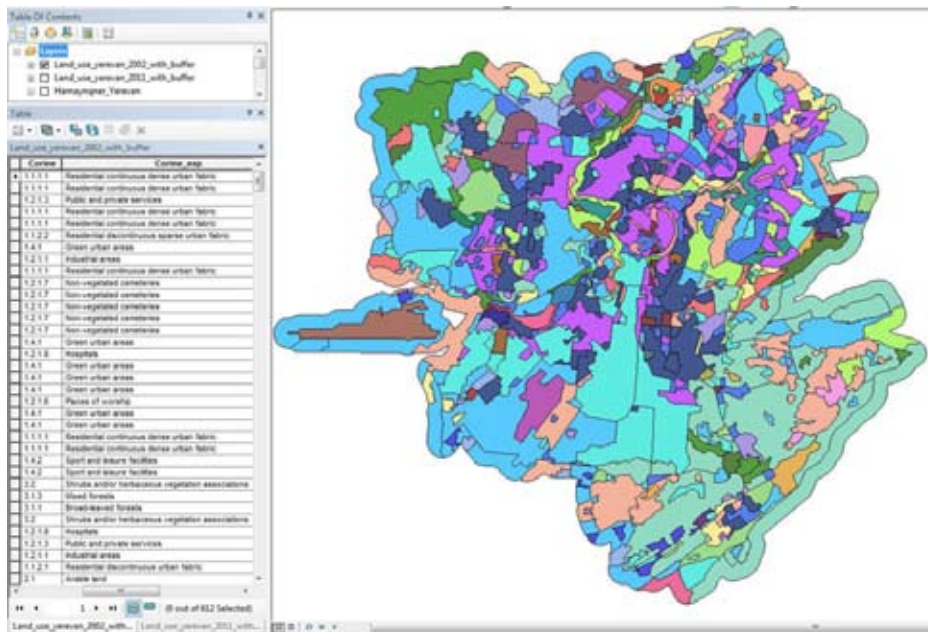 Table Of Contents
Layers
Land_use_yerevan_2002_with_buffer
Land_use_yerevan_2011_with_buffer
Hamaynqner_Yerevan
Table
Land_use_yerevan_2002_with_buffer
Corine Corine_exp
1.1.1.1 Residential continuous dense urban fabric
1.1.1.1 Residential continuous dense urban fabric
1.2.1.3 Public and private services
1.1.1.1 Residential continuous dense urban fabric
1.1.1.1 Residential continuous dense urban fabric
1.1.2.2 Residential discontinuous sparse urban fabric
1.4.1 Green urban areas
1.2.1.1 Industrial areas
1.1.1.1 Residential continuous dense urban fabric
1.2.1.7 Non-vegetated cemeteries
1.2.1.7 Non-vegetated cemeteries
1.2.1.7 Non-vegetated cemeteries
1.2.1.7 Non-vegetated cemeteries
1.2.1.7 Non-vegetated cemeteries
1.4.1 Green urban areas
1.2.1.8 Hospitals
1.4.1 Green urban areas
1.4.1 Green urban areas
1.4.1 Green urban areas
1.2.1.6 Places of worship
1.4.1 Green urban areas
1.4.1 Green urban areas
1.1.1.1 Residential continuous dense urban fabric
1.1.1.1 Residential continuous dense urban fabric
1.4.2 Sport and leisure facilities
1.4.2 Sport and leisure facilities
3.2 Shrubs and/or herbaceous vegetation associations
3.1.3 Mixed forests
3.1.1 Broad-leaved forests
3.2 Shrubs and/or herbaceous vegetation associations
1.2.1.8 Hospitals
1.2.1.3 Public and private services
1.2.1.1 Industrial areas
1.1.2.1 Residential discontinuous urban fabric
2.1 Arable land
1 (0 out of 612 Selected)
Land_use_yerevan_2002_with... Land_use_yerevan_2011_with...